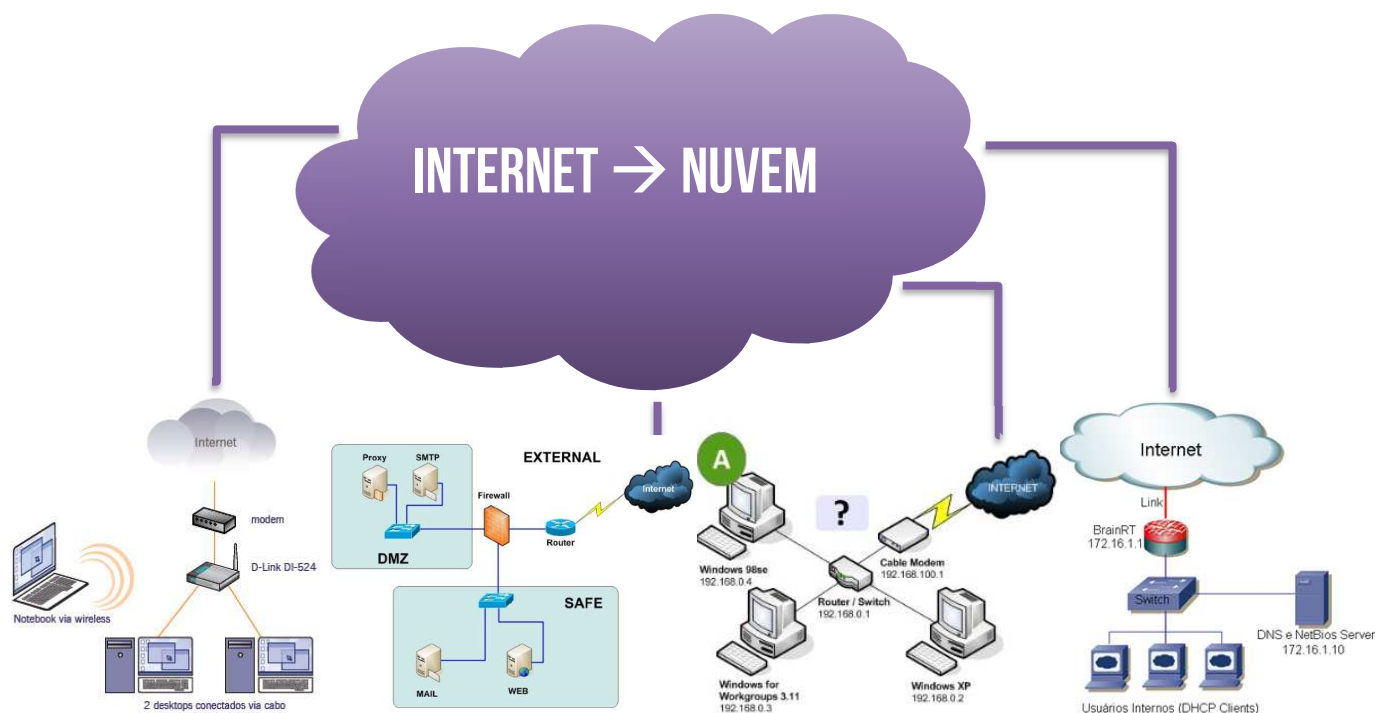 INTERNET → NUVEM
Internet
modem
D-Link DI-524
Notebook via wireless
2 desktops conectados via cabo
Proxy
SMTP
EXTERNAL
Firewall
Internet
Router
DMZ
SAFE
MAIL
WEB
A
?
INTERNET
Windows 98se
192.168.0.4
Cable Modem
192.168.100.1
Router / Switch
192.168.0.1
Windows for
Workgroups 3.11
192.168.0.3
Windows XP
192.168.0.2
Internet
Link
BrainRT
172.16.1.1
Switch
DNS e NetBios Server
172.16.1.10
Usuários Internos (DHCP Clients)